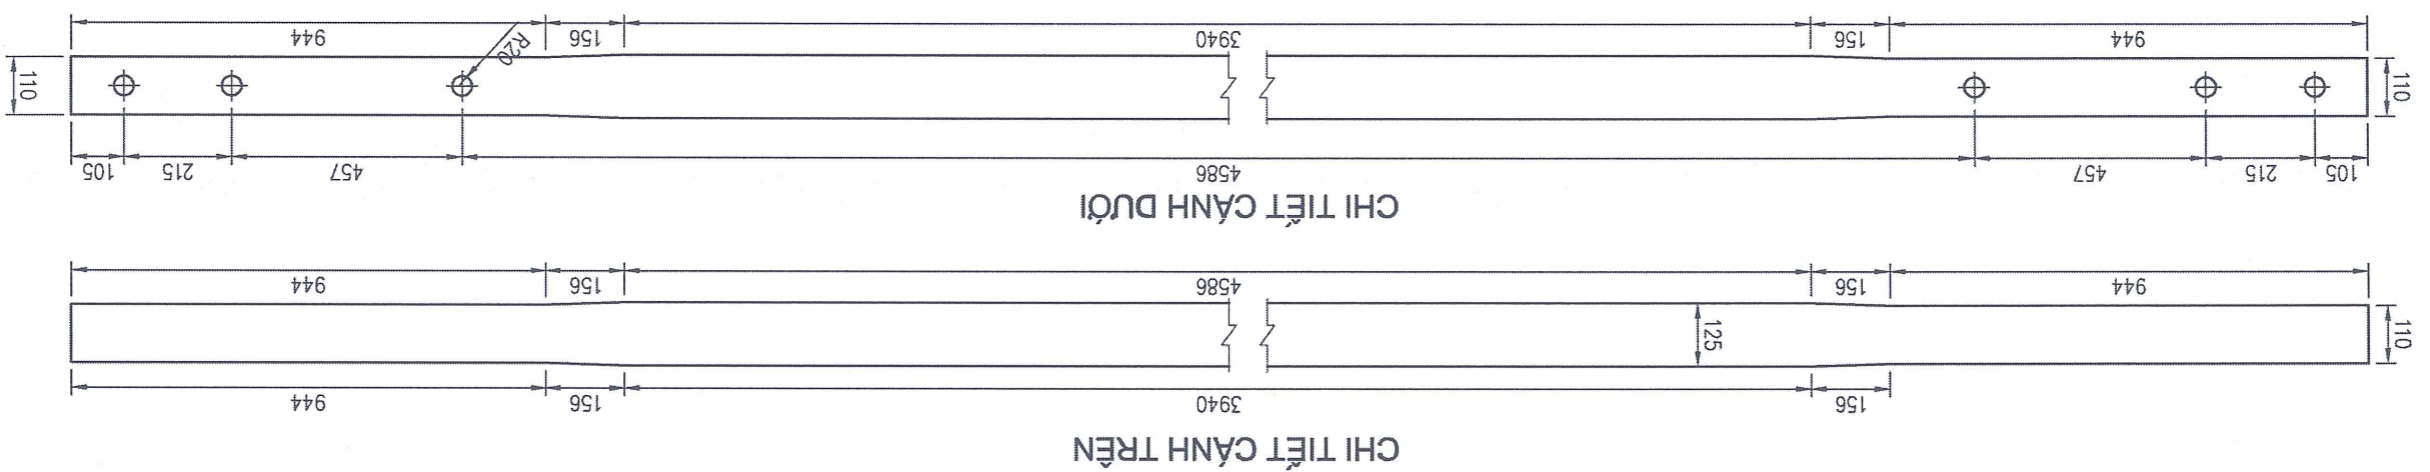 CHI TIẾT CÁNH TRÊN
156 3940 156 944
110 125
944 156 4586 156 944
CHI TIẾT CÁNH DƯỚI
105 215 457 4586 457 215 105
110 110
R20
944 156 3940 156 944